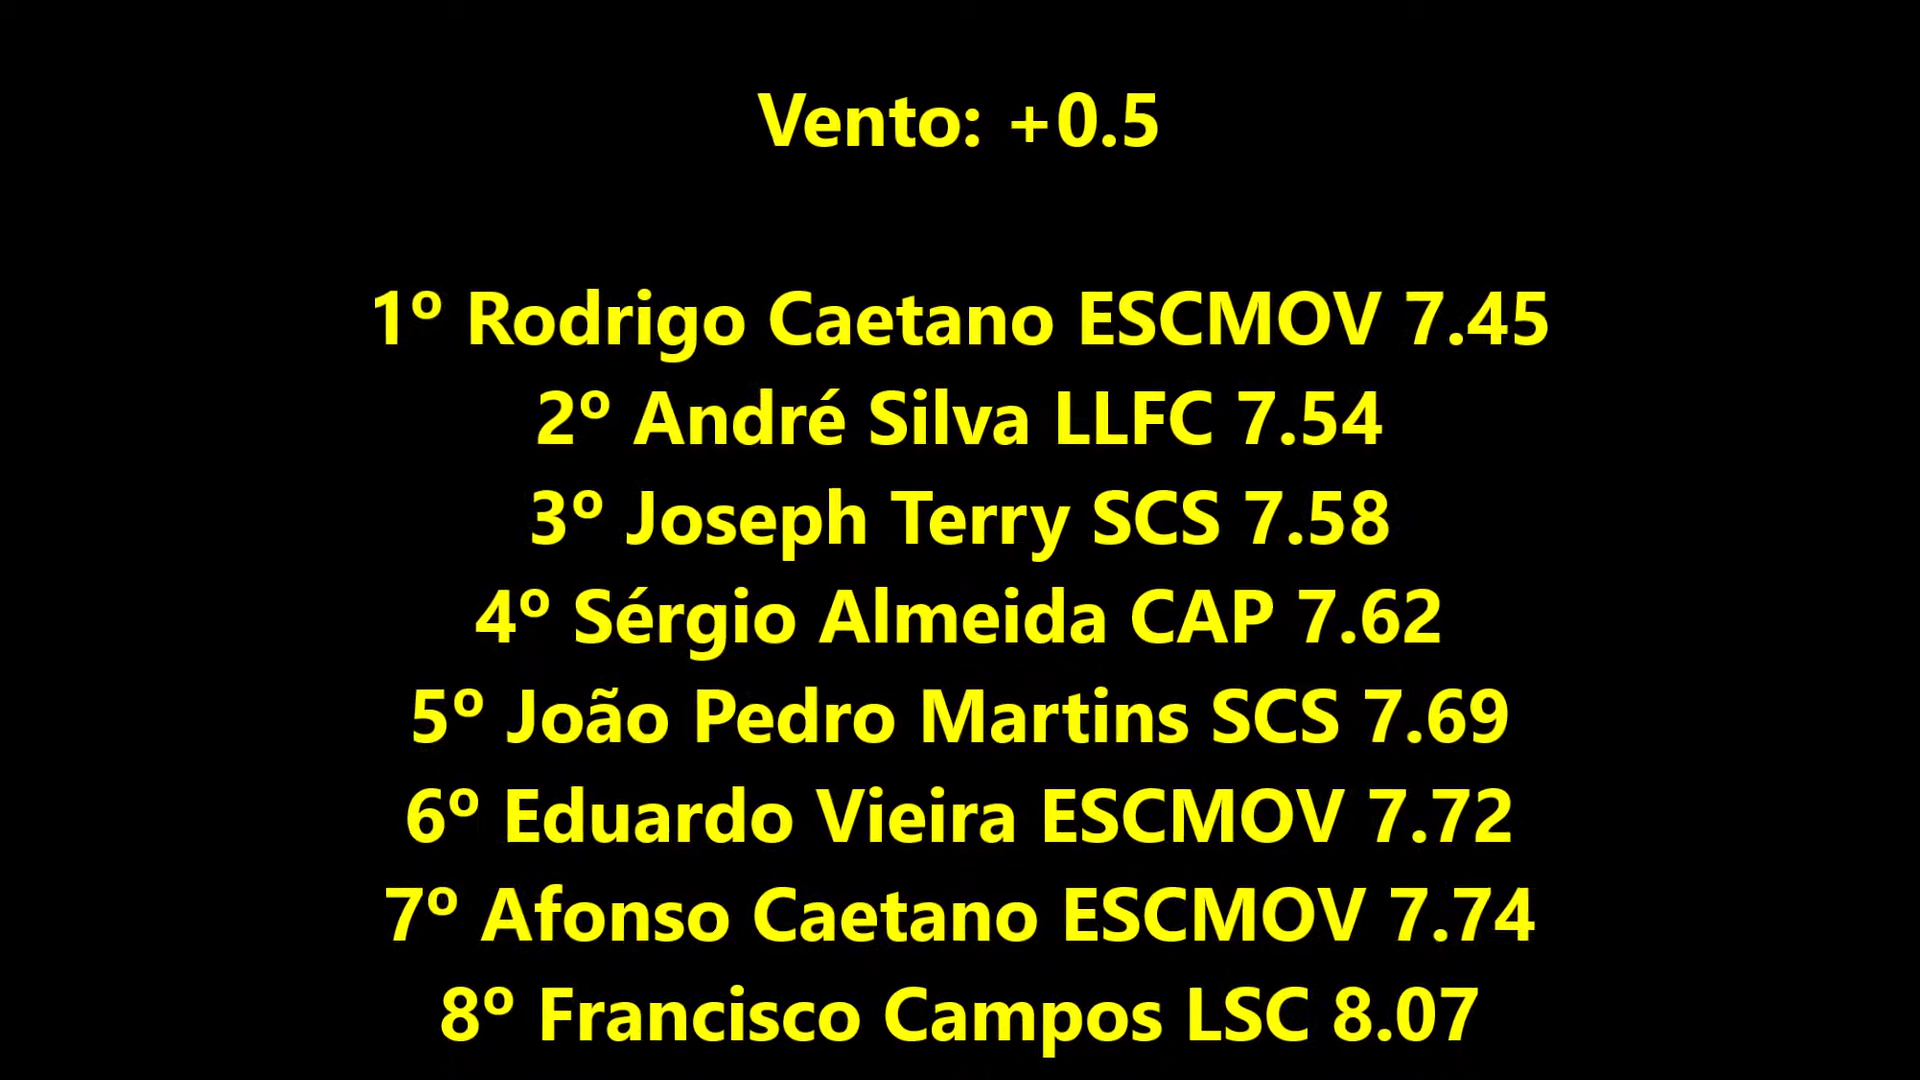 Vento: +0.5
1º Rodrigo Caetano ESCMOV 7.45
2º André Silva LLFC 7.54
3º Joseph Terry SCS 7.58
4º Sérgio Almeida CAP 7.62
5º João Pedro Martins SCS 7.69
6º Eduardo Vieira ESCMOV 7.72
7º Afonso Caetano ESCMOV 7.74
8º Francisco Campos LSC 8.07